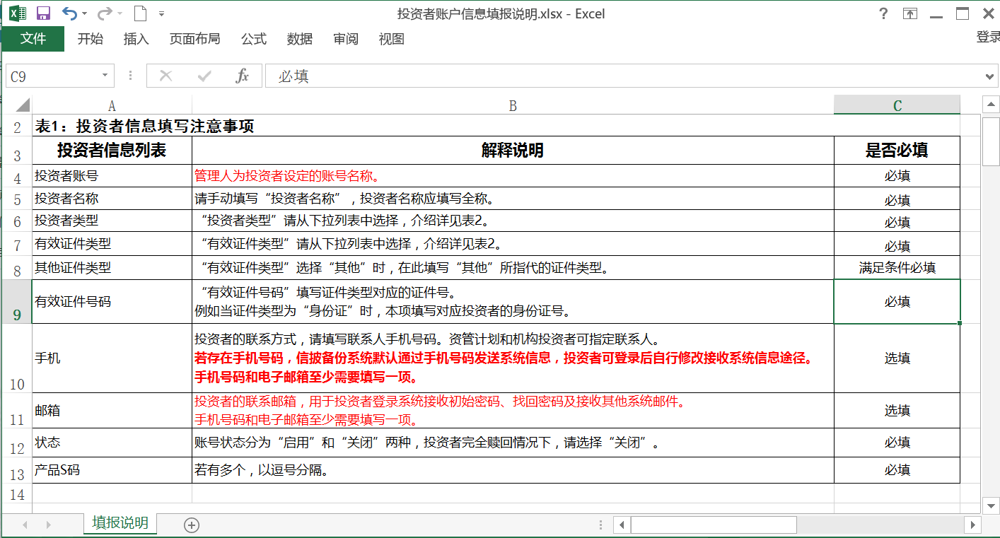 投资者账户信息填报说明.xlsx - Excel
?
文件 开始 插入 页面布局 公式 数据 审阅 视图 登录
C9 fx 必填
A B C
2 表1：投资者信息填写注意事项
3 投资者信息列表 解释说明 是否必填
4 投资者账号 管理人为投资者设定的账号名称。 必填
5 投资者名称 请手动填写“投资者名称”，投资者名称应填写全称。 必填
6 投资者类型 “投资者类型”请从下拉列表中选择，介绍详见表2。 必填
7 有效证件类型 “有效证件类型”请从下拉列表中选择，介绍详见表2。 必填
8 其他证件类型 “有效证件类型”选择“其他”时，在此填写“其他”所指代的证件类型。 满足条件必填
9 有效证件号码 “有效证件号码”填写证件类型对应的证件号。
例如当证件类型为“身份证”时，本项填写对应投资者的身份证号。 必填
10 手机 投资者的联系方式，请填写联系人手机号码。资管计划和机构投资者可指定联系人。
若存在手机号码，信披备份系统默认通过手机号码发送系统信息，投资者可登录后自行修改接收系统信息途径。
手机号码和电子邮箱至少需要填写一项。 选填
11 邮箱 投资者的联系邮箱，用于投资者登录系统接收初始密码、找回密码及接收其他系统邮件。
手机号码和电子邮箱至少需要填写一项。 选填
12 状态 账号状态分为“启用”和“关闭”两种，投资者完全赎回情况下，请选择“关闭”。 必填
13 产品S码 若有多个，以逗号分隔。 必填
14
填报说明